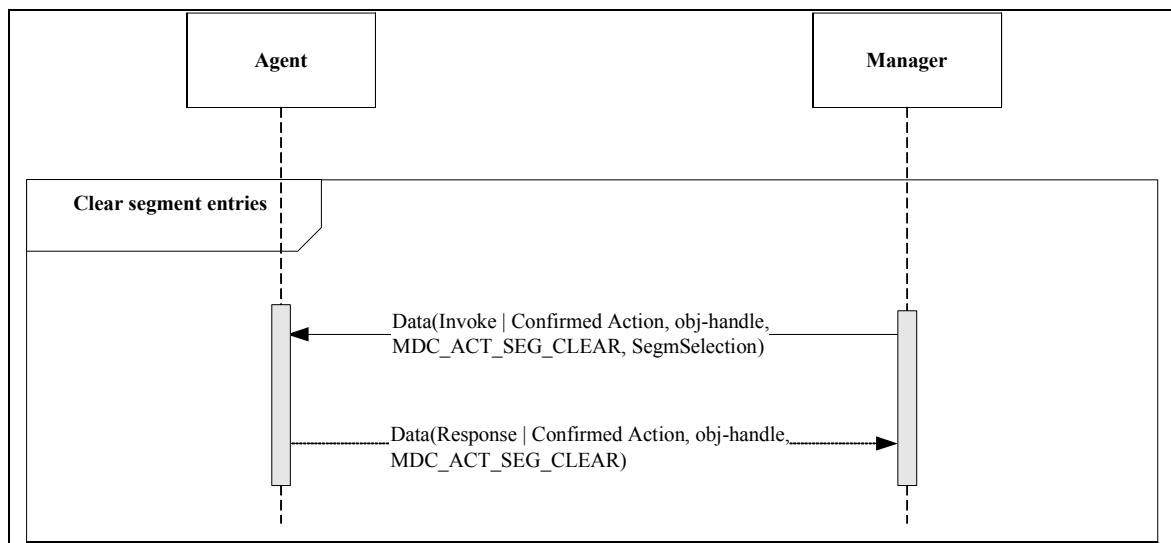 Agent
Manager
Clear segment entries
Data(Invoke | Confirmed Action, obj-handle,
MDC_ACT_SEG_CLEAR, SegmSelection)
Data(Response | Confirmed Action, obj-handle,
MDC_ACT_SEG_CLEAR)